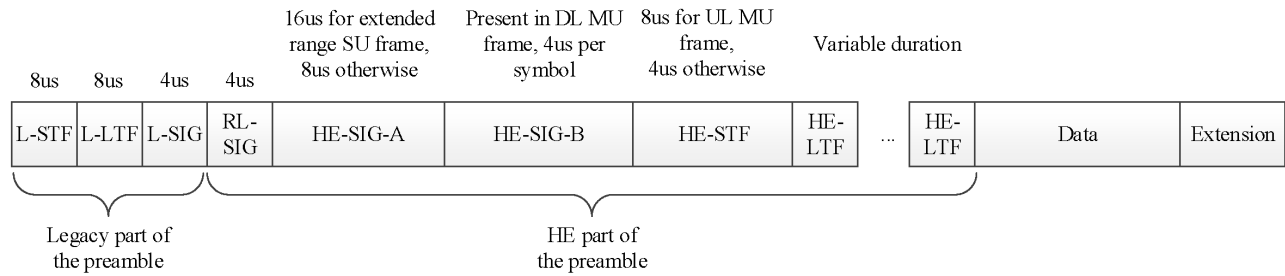 16us for extended
range SU frame,
8us otherwise
Present in DL MU
frame, 4us per
symbol
8us for UL MU
frame,
4us otherwise
Variable duration
8us
8us
4us
4us
L-STF
L-LTF
L-SIG
RL-
SIG
HE-SIG-A
HE-SIG-B
HE-STF
HE-
LTF
...
HE-
LTF
Data
Extension
Legacy part of
the preamble
HE part of
the preamble